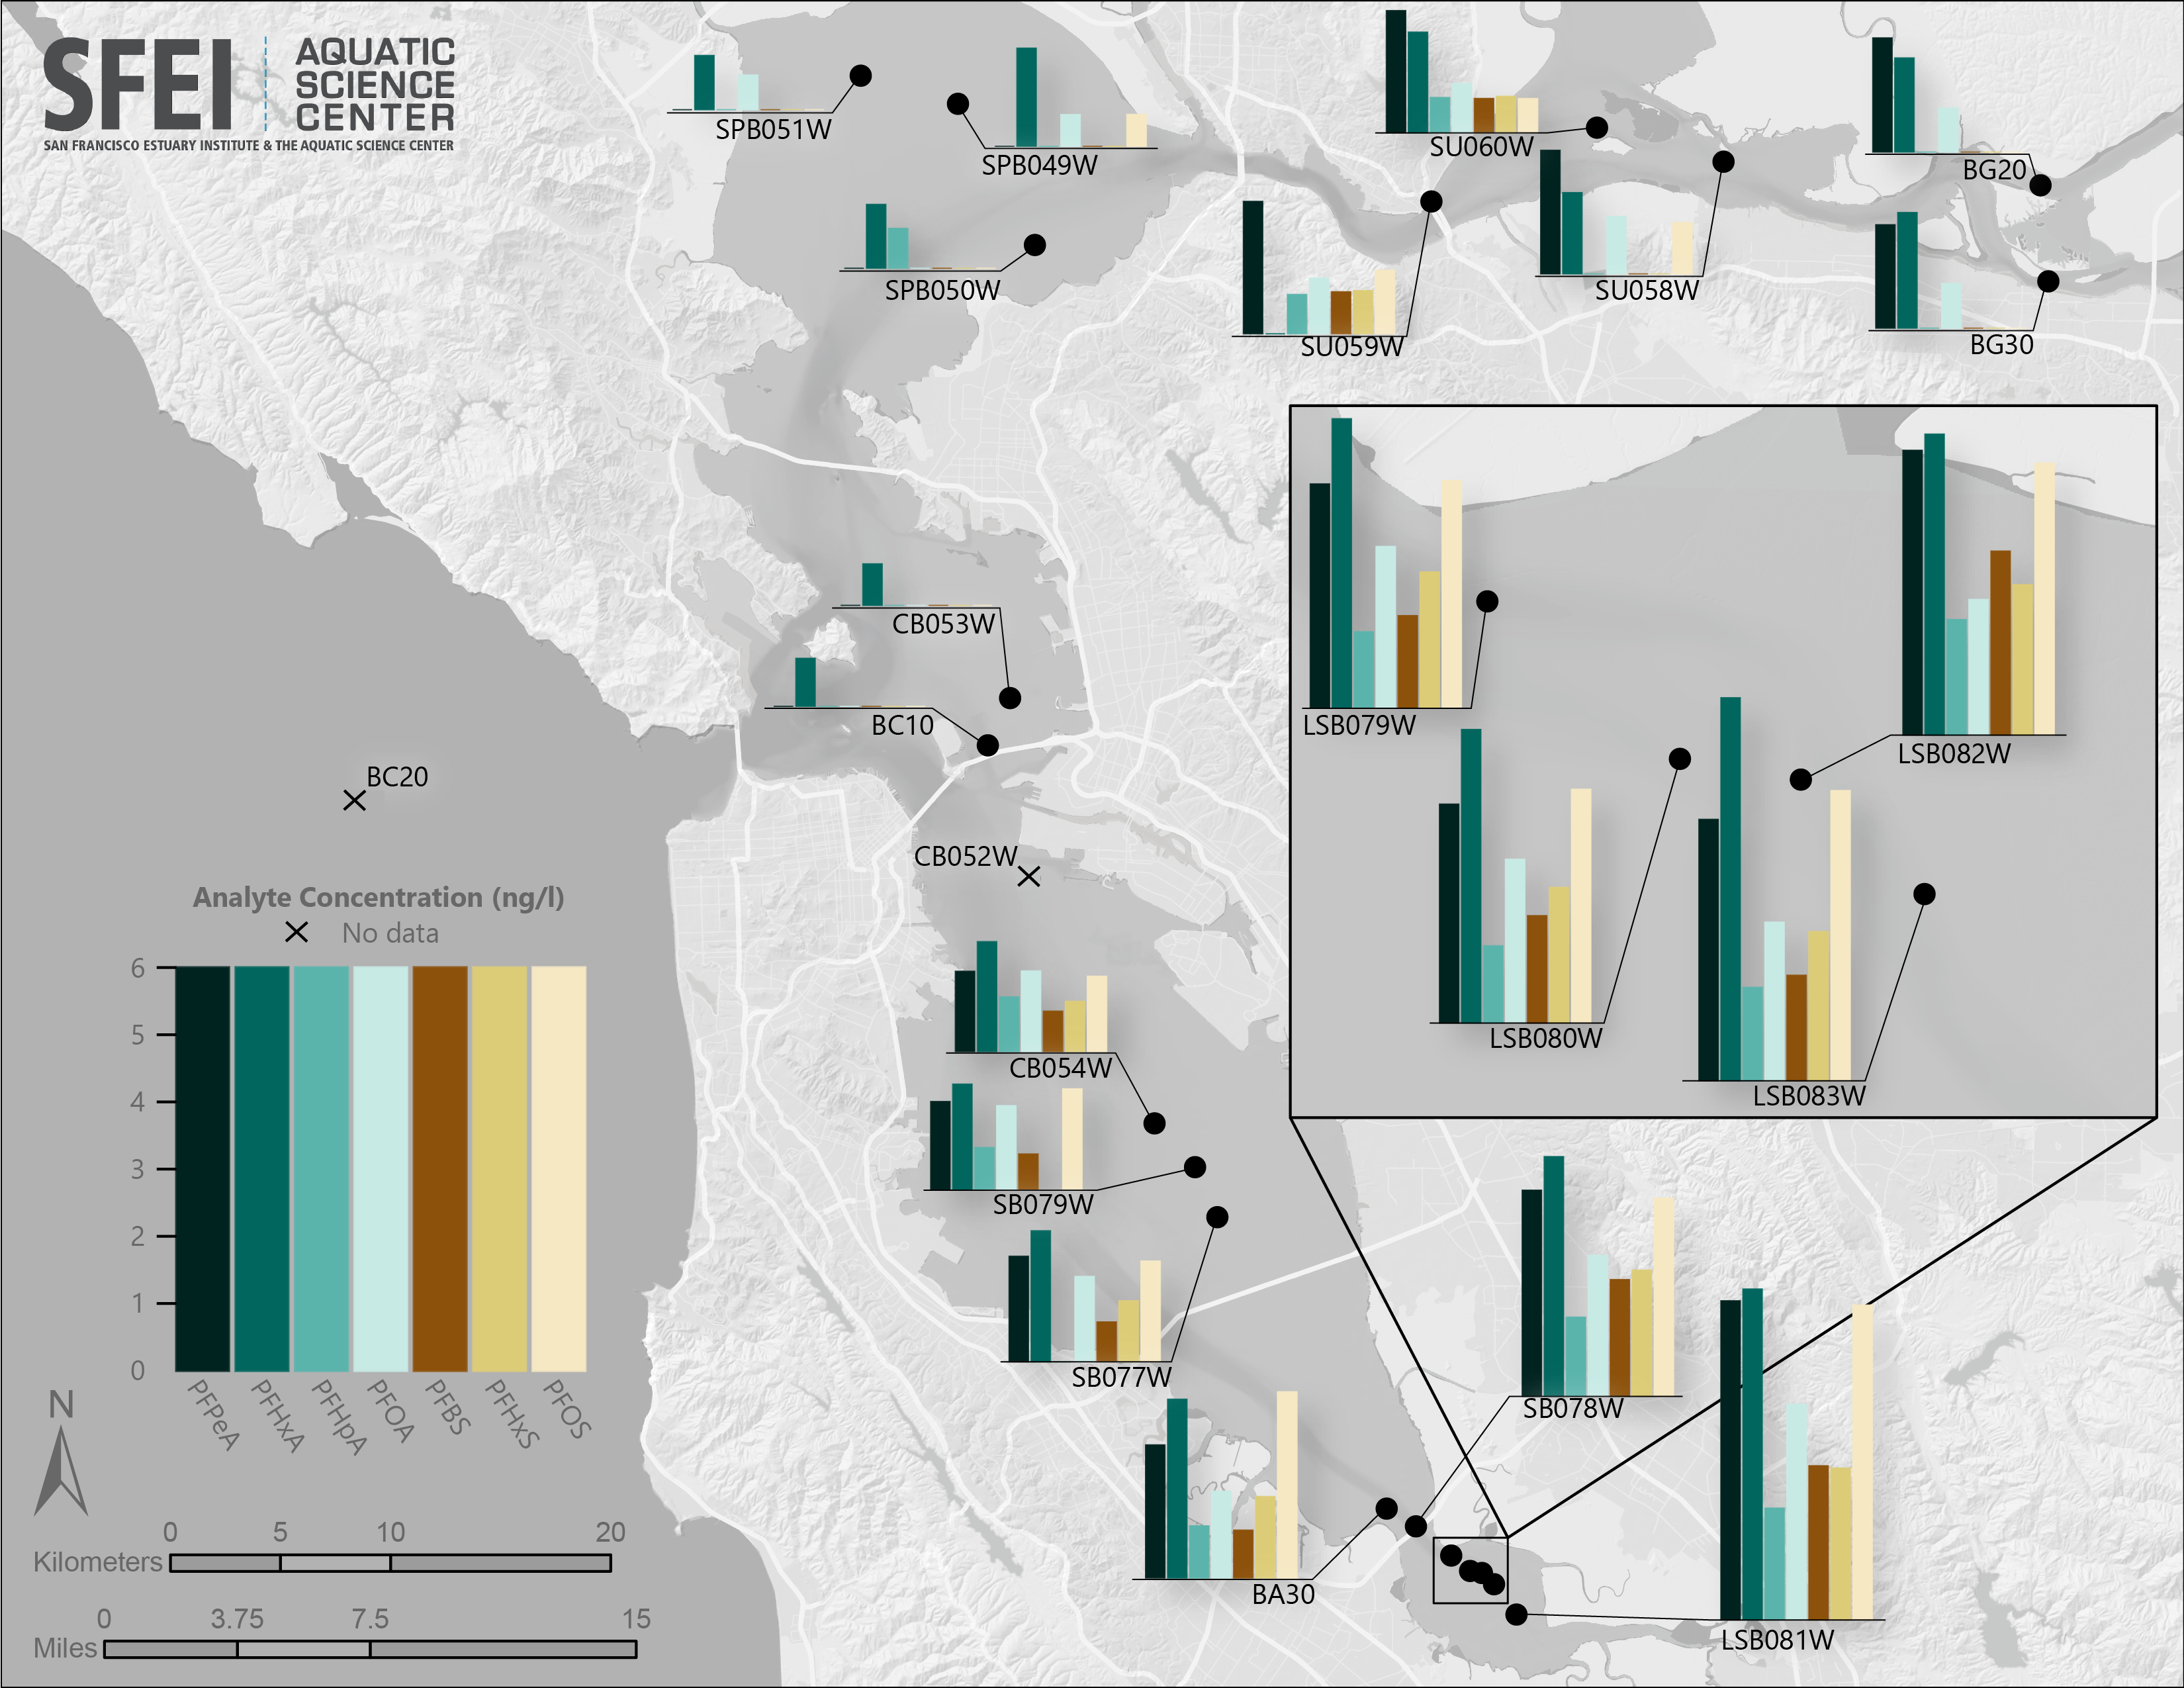 SFEI
AQUATIC
SCIENCE
CENTER
SAN FRANCISCO ESTUARY INSTITUTE & THE AQUATIC SCIENCE CENTER
SPB051W
SPB049W
SU060W
BG20
SPB050W
SU059W
SU058W
BG30
CB053W
BC10
LSB079W
LSB082W
LSB080W
LSB083W
BC20
CB052W
Analyte Concentration (ng/l)
No data
6
5
4
3
2
1
0
PFPeA
PFHxA
PFHpA
PFOA
PFBS
PFHxS
PFOS
CB054W
SB079W
SB077W
SB078W
BA30
LSB081W
N
0 5 10 20
Kilometers
0 3.75 7.5 15
Miles